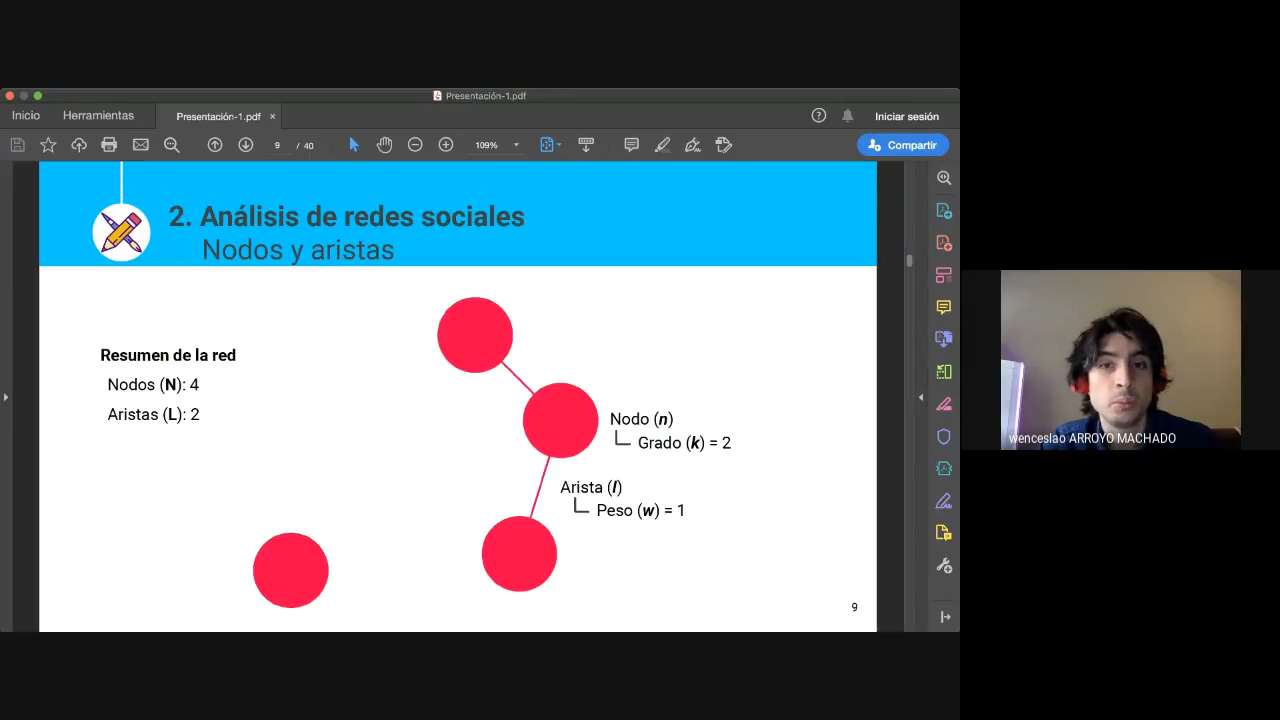 Presentación-1.pdf
Inicio
Herramientas
Presentación-1.pdf ×
Iniciar sesión
9 / 40
109%
Compartir
2. Análisis de redes sociales
Nodos y aristas
Resumen de la red
Nodos (N): 4
Aristas (L): 2
Nodo (n)
Grado (k) = 2
Arista (l)
Peso (w) = 1
9
wenceslao ARROYO MACHADO